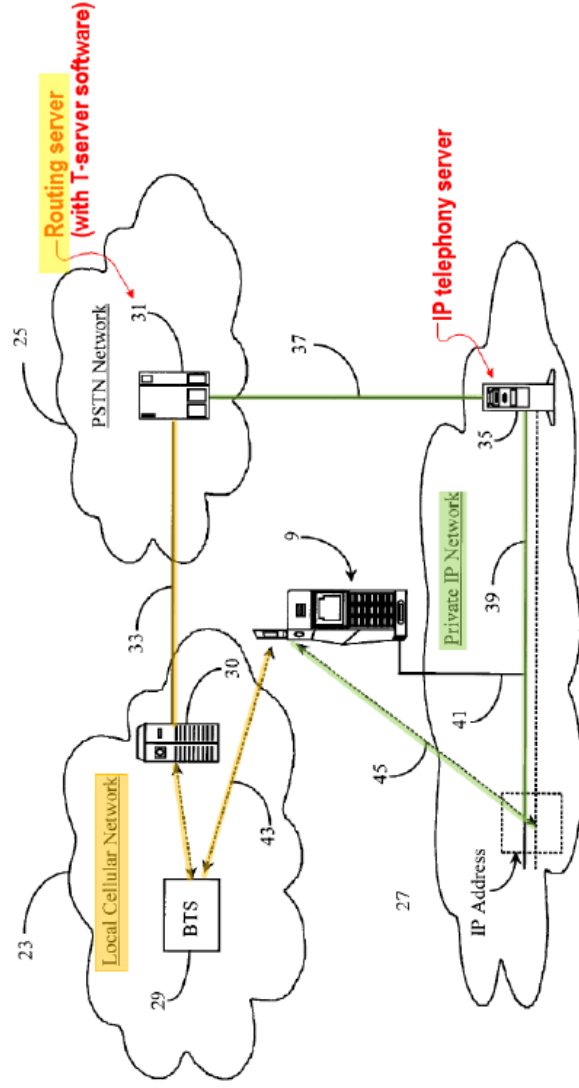 23
Local Cellular Network
BTS
29
43
30
33
25
PSTN Network
31
Routing server
(with T-server software)
37
9
45
41
27
IP Address
Private IP Network
39
35
IP telephony server